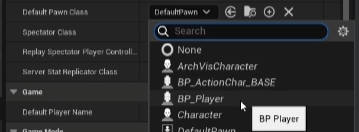 Default Pawn Class DefaultPawn
Spectator Class Search
Replay Spectator Player Controll... None
Server Stat Replicator Class ArchVisCharacter
BP_ActionChar_BASE
Game BP_Player
Default Player Name Character
BP Player
Game Mode DefaultPawn